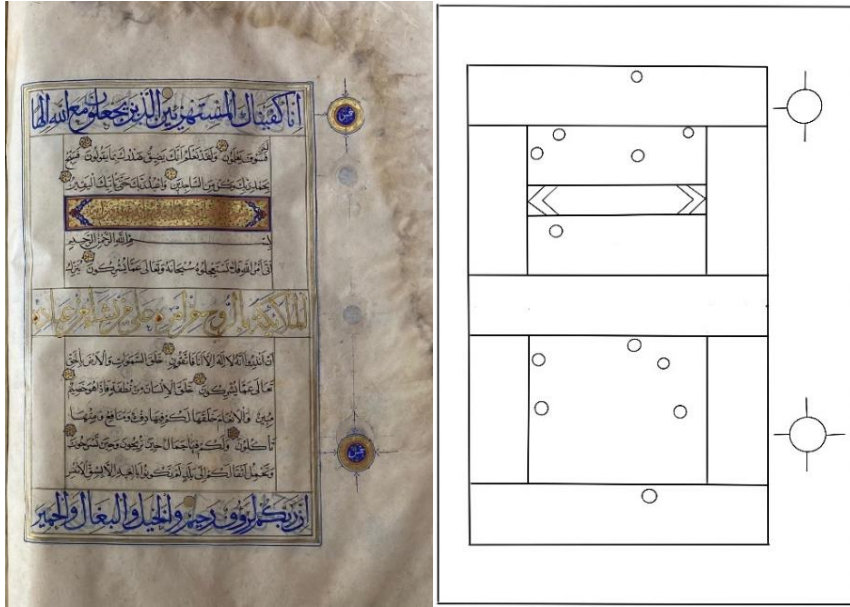 انا كفيناك المستهزئين الذين يجعلون مع الله الها
اخر فسوف يعلمون ولقد نعلم انك يضيق صدرك بما يقولون فسبح
بحمد ربك وكن من الساجدين واعبد ربك حتى يأتيك اليقين
بسم الله الرحمن الرحيم
اتى امر الله فلا تستعجلوه سبحانه وتعالى عما يشركون ينزل
الملائكة بالروح من امره على من يشاء من عباده
ان انذروا انه لا اله الا انا فاتقون خلق السموات والارض بالحق
تعالى عما يشركون خلق الانسان من نطفة فاذا هو خصيم
مبين والانعام خلقها لكم فيها دفء ومنافع ومنها
تأكلون ولكم فيها جمال حين تريحون وحين تسرحون
وتحمل اثقالكم الى بلد لم تكونوا بالغيه الا بشق الانفس
ان ربكم لرؤوف رحيم والخيل والبغال والحمير